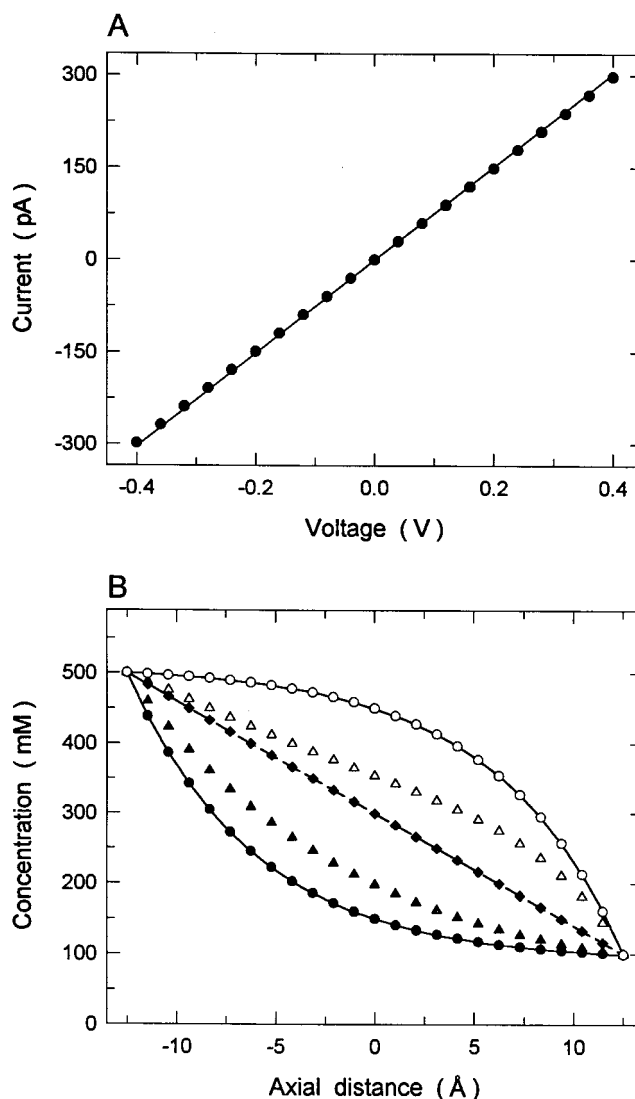 A
300
150
0
-150
-300
Current ( pA )
-0.4 -0.2 0.0 0.2 0.4
Voltage ( V )
B
500
400
300
200
100
0
Concentration ( mM )
-10 -5 0 5 10
Axial distance ( Å )